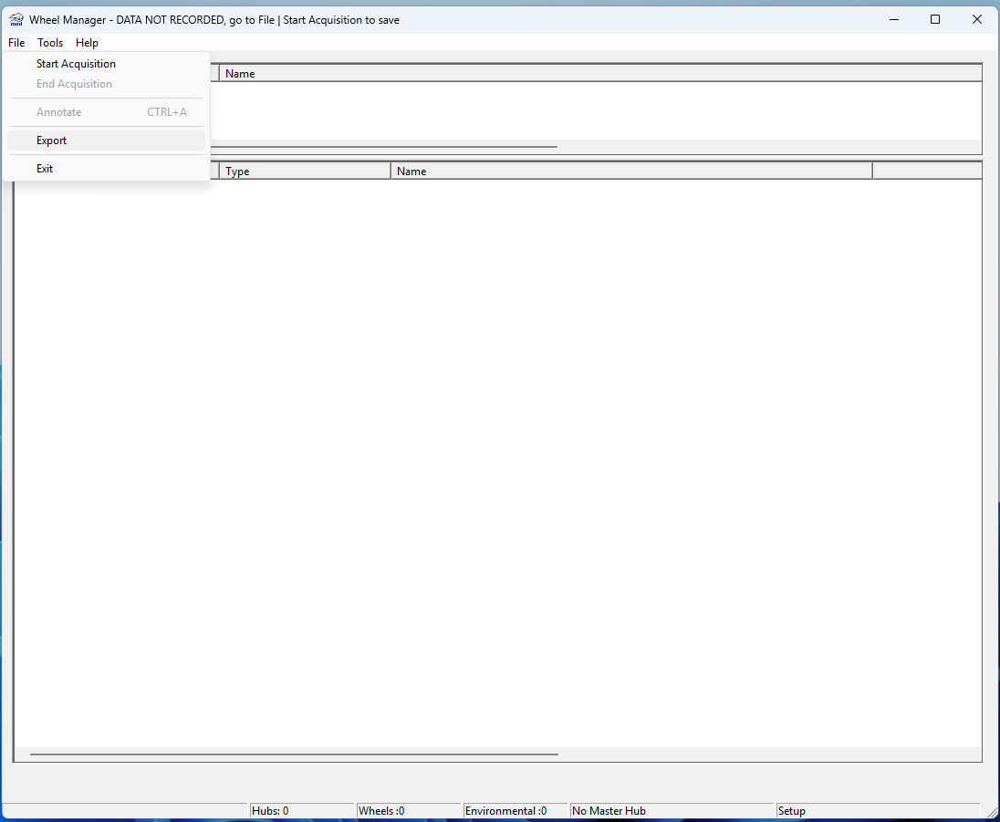 Wheel Manager - DATA NOT RECORDED, go to File | Start Acquisition to save
File Tools Help
Start Acquisition
End Acquisition
Annotate CTRL+A
Export
Exit
Name
Type Name
Hubs: 0 Wheels :0 Environmental :0 No Master Hub Setup